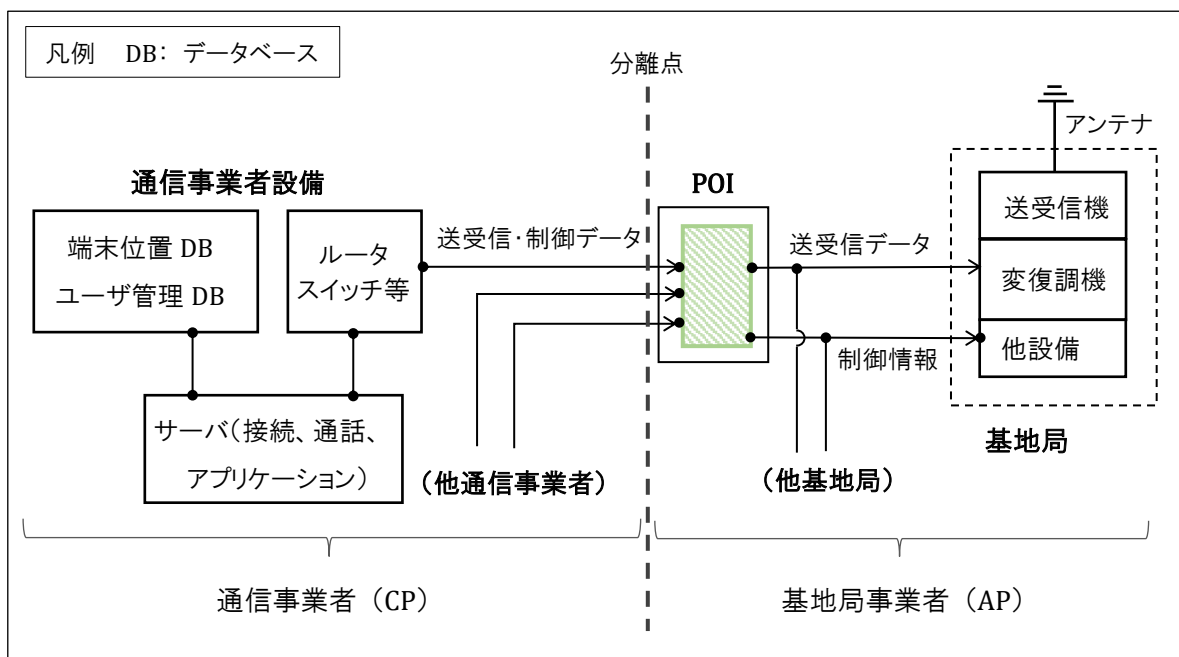 凡例 DB: データベース
分離点
アンテナ
通信事業者設備
POI
端末位置 DB
ユーザ管理 DB
ルータ
スイッチ等
送受信・制御データ
送受信データ
送受信機
変復調機
他設備
制御情報
サーバ(接続、通話、
アプリケーション)
(他通信事業者)
(他基地局)
基地局
通信事業者(CP)
基地局事業者(AP)